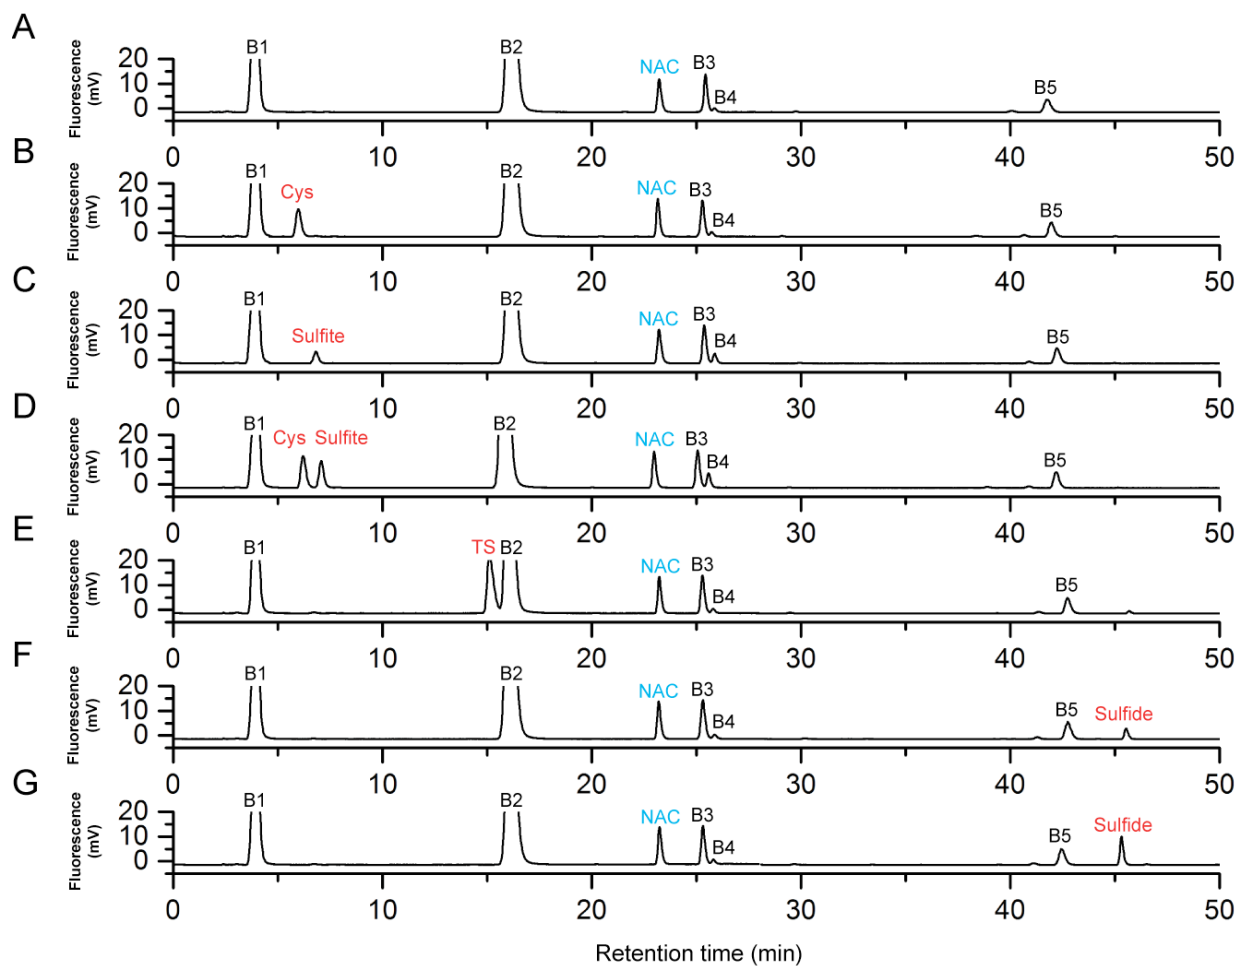 A
Fluorescence
(mV)
20
10
0
B1
B2
NAC
B3
B4
B5
0 10 20 30 40 50
B
Fluorescence
(mV)
20
10
0
B1
Cys
B2
NAC
B3
B4
B5
0 10 20 30 40 50
C
Fluorescence
(mV)
20
10
0
B1
Sulfite
B2
NAC
B3
B4
B5
0 10 20 30 40 50
D
Fluorescence
(mV)
20
10
0
B1
Cys Sulfite
B2
NAC
B3
B4
B5
0 10 20 30 40 50
E
Fluorescence
(mV)
20
10
0
B1
TS B2
NAC
B3
B4
B5
0 10 20 30 40 50
F
Fluorescence
(mV)
20
10
0
B1
B2
NAC
B3
B4
B5
Sulfide
0 10 20 30 40 50
G
Fluorescence
(mV)
20
10
0
B1
B2
NAC
B3
B4
B5
Sulfide
0 10 20 30 40 50
Retention time (min)